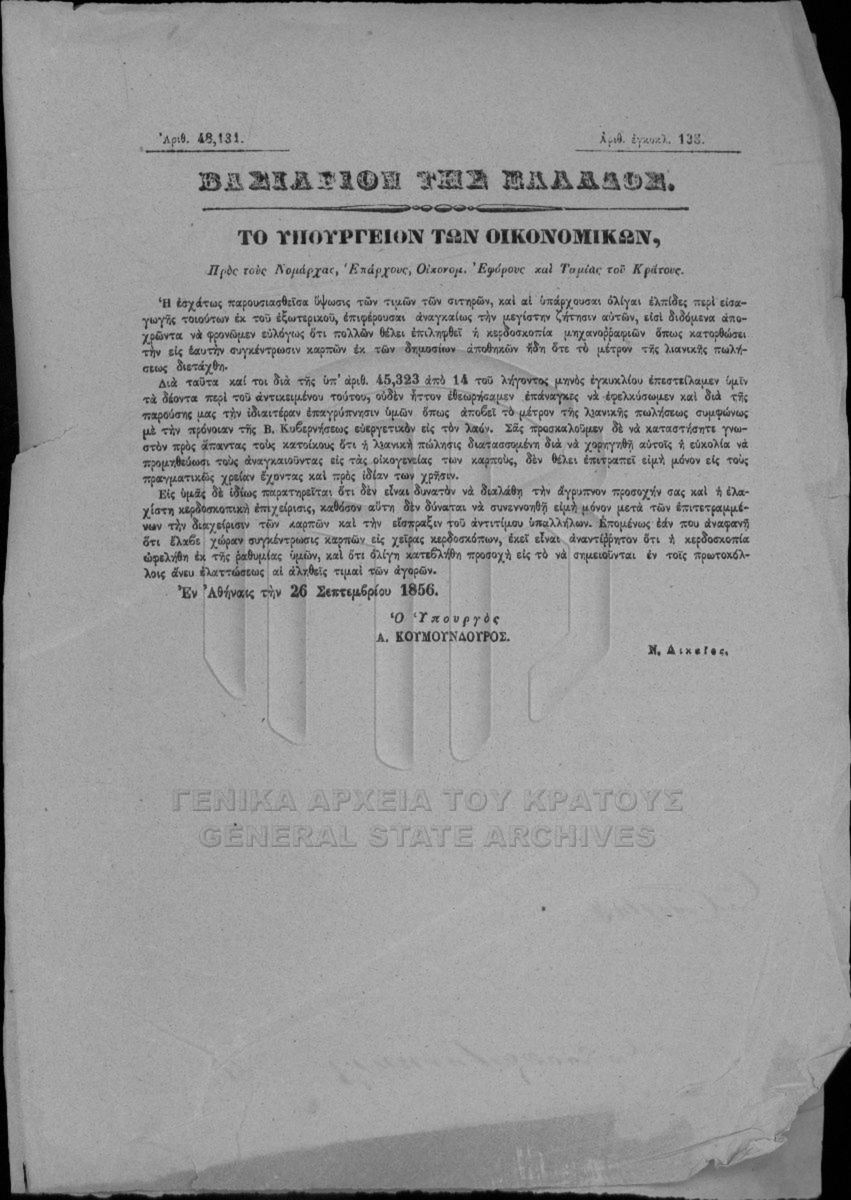 Ἀριθ. 48,131.
Ἀριθ. ἐγκυκλ. 138.
ΒΑΣΙΛΕΙΟΝ ΤΗΣ ΕΛΛΑΔΟΣ.
ΤΟ ΥΠΟΥΡΓΕΙΟΝ ΤΩΝ ΟΙΚΟΝΟΜΙΚΩΝ,
Πρὸς τοὺς Νομάρχας, Ἐπάρχους, Οἰκονομ. Ἐφόρους καὶ Ταμίας τοῦ Κράτους.
Ἡ ἐσχάτως παρουσιασθεῖσα ὕψωσις τῶν τιμῶν τῶν σιτηρῶν, καὶ αἱ ὑπάρχουσαι ὀλίγαι ἐλπίδες περὶ εἰσα-
γωγῆς τοιούτων ἐκ τοῦ ἐξωτερικοῦ, ἐπιφέρουσαι ἀναγκαίως τὴν μεγίστην ζήτησιν αὐτῶν, εἰσὶ διδόμενα ἀπο-
χρῶντα νὰ φρονῶμεν εὐλόγως ὅτι πολλῶν θέλει ἐπιληφθεῖ ἡ κερδοσκοπία μηχανορραφιῶν ὅπως κατορθώσει
τὴν εἰς ἑαυτὴν συγκέντρωσιν καρπῶν ἐκ τῶν δημοσίων ἀποθηκῶν ἤδη ὅτε τὸ μέτρον τῆς λιανικῆς πωλή-
σεως διετάχθη.
Διὰ ταῦτα καί τοι διὰ τῆς ὑπ' ἀριθ. 45,323 ἀπὸ 14 τοῦ λήγοντος μηνὸς ἐγκυκλίου ἐπεστείλαμεν ὑμῖν
τὰ δέοντα περὶ τοῦ ἀντικειμένου τούτου, οὐδὲν ἧττον ἐθεωρήσαμεν ἐπάναγκες νὰ ἐφελκύσωμεν καὶ διὰ τῆς
παρούσης μας τὴν ἰδιαιτέραν ἐπαγρύπνησιν ὑμῶν ὅπως ἀποβεῖ τὸ μέτρον τῆς λιανικῆς πωλήσεως συμφώνως
μὲ τὴν πρόνοιαν τῆς Β. Κυβερνήσεως εὐεργετικὸν εἰς τὸν λαόν. Σᾶς προσκαλοῦμεν δὲ νὰ καταστήσητε γνω-
στὸν πρὸς ἅπαντας τοὺς κατοίκους ὅτι ἡ λιανικὴ πώλησις διατασσομένη διὰ νὰ χορηγηθῇ αὐτοῖς ἡ εὐκολία νὰ
προμηθεύωσι τοὺς ἀναγκαιοῦντας εἰς τὰς οἰκογενείας των καρποὺς, δὲν θέλει ἐπιτραπεῖ εἰμὴ μόνον εἰς τοὺς
πραγματικῶς χρείαν ἔχοντας καὶ πρὸς ἰδίαν των χρῆσιν.
Εἰς ὑμᾶς δὲ ἰδίως παρατηρεῖται ὅτι δὲν εἶναι δυνατὸν νὰ διαλάθῃ τὴν ἄγρυπνον προσοχήν σας καὶ ἡ ἐλα-
χίστη κερδοσκοπικὴ ἐπιχείρισις, καθόσον αὕτη δὲν δύναται νὰ συνεννοηθῇ εἰμὴ μόνον μετὰ τῶν ἐπιτετραμμέ-
νων τὴν διαχείρισιν τῶν καρπῶν καὶ τὴν εἴσπραξιν τοῦ ἀντιτίμου ὑπαλλήλων. Ἑπομένως ἐάν που ἀναφανῇ
ὅτι ἔλαβε χώραν συγκέντρωσις καρπῶν εἰς χεῖρας κερδοσκόπων, ἐκεῖ εἶναι ἀναντίῤῥητον ὅτι ἡ κερδοσκοπία
ὠφελήθη ἐκ τῆς ῥαθυμίας ὑμῶν, καὶ ὅτι ὀλίγη κατεβλήθη προσοχὴ εἰς τὸ νὰ σημειοῦνται ἐν τοῖς πρωτοκόλ-
λοις ἄνευ ἐλαττώσεως αἱ ἀληθεῖς τιμαὶ τῶν ἀγορῶν.
Ἐν Ἀθήναις τὴν 26 Σεπτεμβρίου 1856.
Ὁ Ὑπουργὸς
Α. ΚΟΥΜΟΥΝΔΟΥΡΟΣ.
Ν. Δικαῖος.
ΓΕΝΙΚΑ ΑΡΧΕΙΑ ΤΟΥ ΚΡΑΤΟΥΣ
GENERAL STATE ARCHIVES